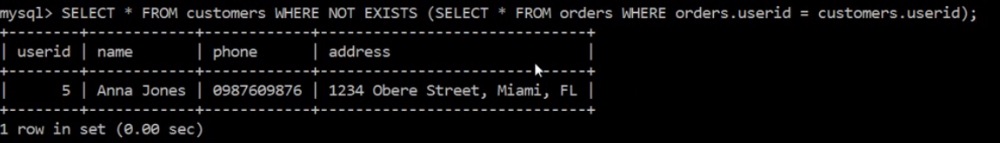 mysql> SELECT * FROM customers WHERE NOT EXISTS (SELECT * FROM orders WHERE orders.userid = customers.userid);
+--------+------------+------------+------------------------------+
| userid | name       | phone      | address                      |
+--------+------------+------------+------------------------------+
|      5 | Anna Jones | 0987609876 | 1234 Obere Street, Miami, FL |
+--------+------------+------------+------------------------------+
1 row in set (0.00 sec)